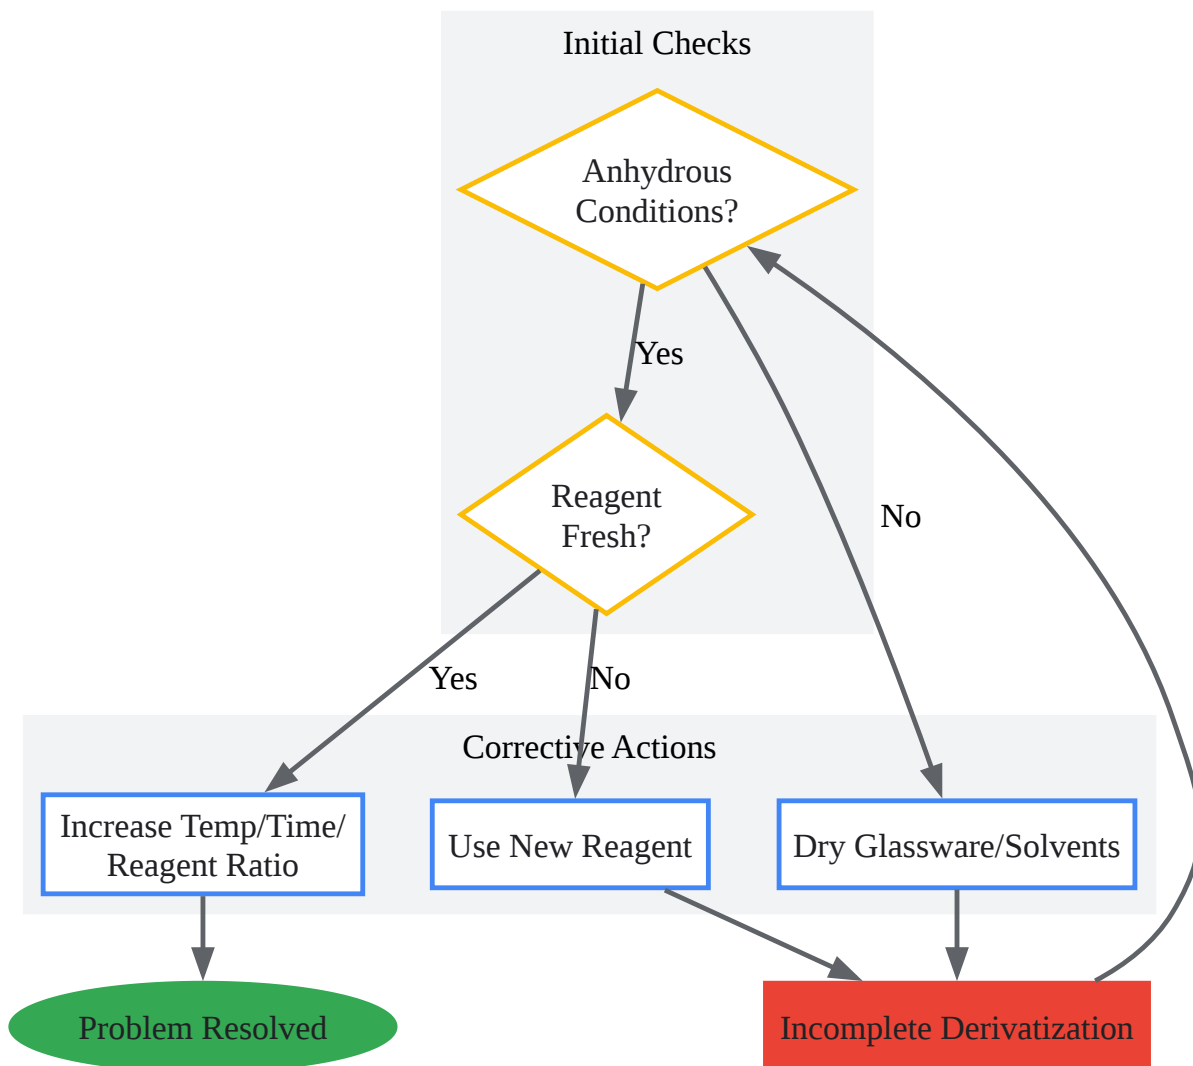 Initial Checks
Anhydrous
Conditions?
Yes
Reagent
Fresh?
No
Yes
No
Corrective Actions
Increase Temp/Time/
Reagent Ratio
Use New Reagent
Dry Glassware/Solvents
Problem Resolved
Incomplete Derivatization